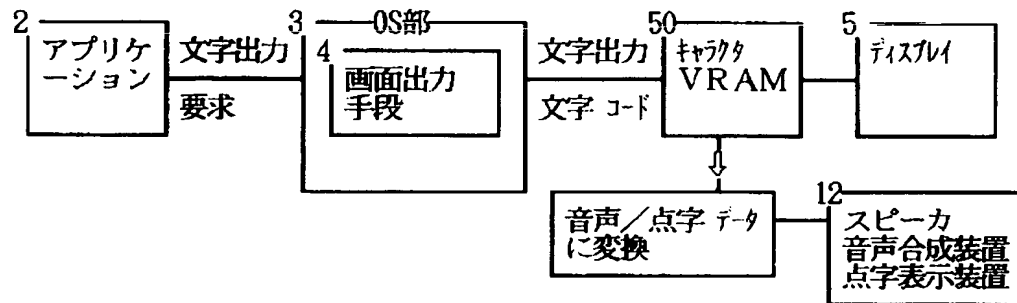 2
アプリケ
ーション
文字出力
要求
3
OS部
4
画面出力
手段
文字出力
文字 コード
50
キャラクタ
VRAM
5
ディスプレイ
音声／点字 データ
に変換
12
スピーカ
音声合成装置
点字表示装置